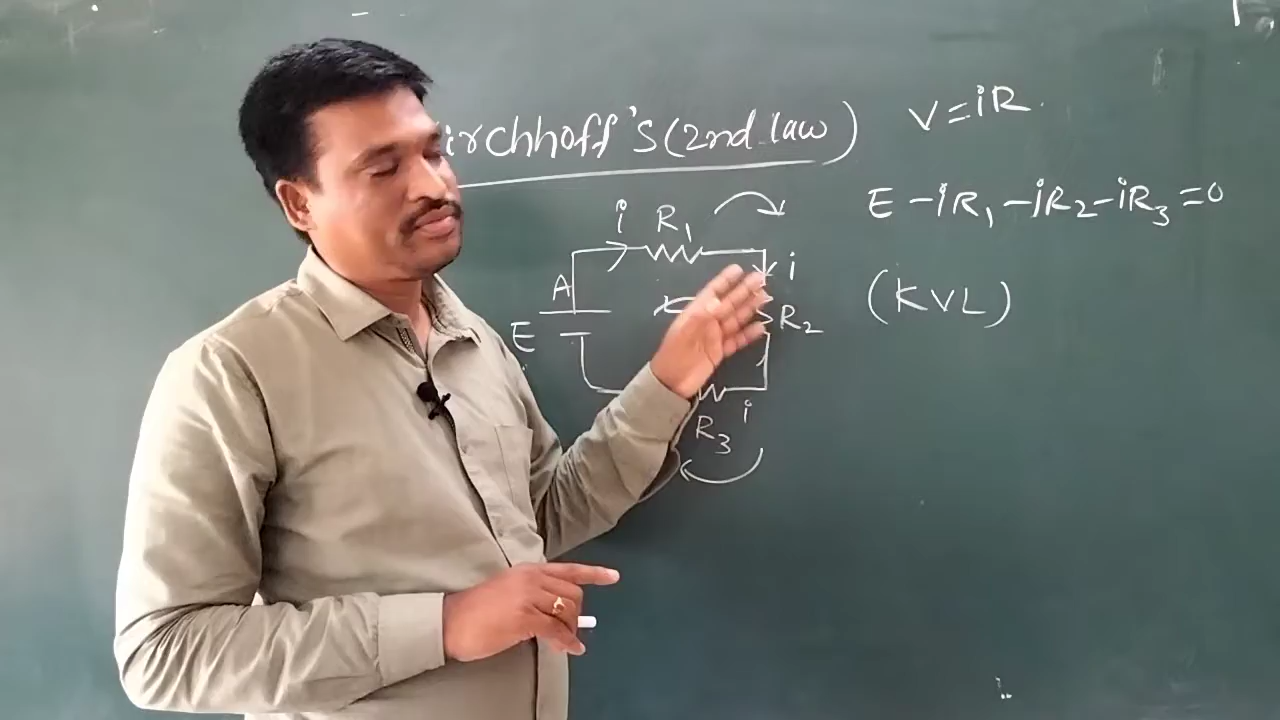 irchhoff's (2nd law)
V=iR
E-iR₁-iR₂-iR₃=0
(KVL)
i R₁
A
i
E
R₂
R₃ i